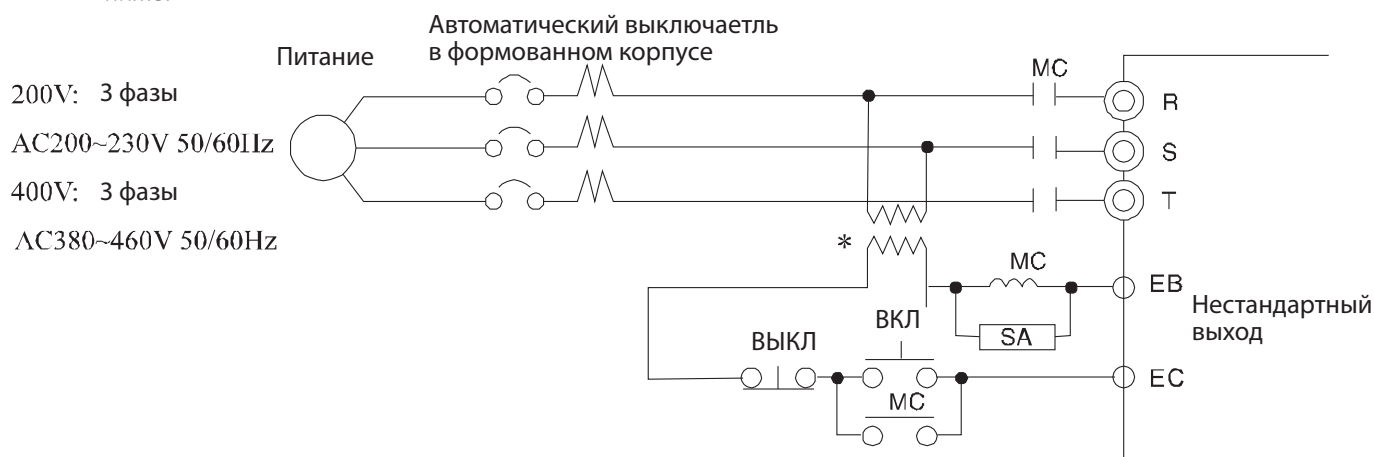 Автоматический выключаетль
в формованном корпусе
Питание
200V: 3 фазы
AC200~230V 50/60Hz
400V: 3 фазы
AC380~460V 50/60Hz
MC
R
S
T
*
MC
EB
SA
Нестандартный
выход
ВКЛ
ВЫКЛ
EC
MC